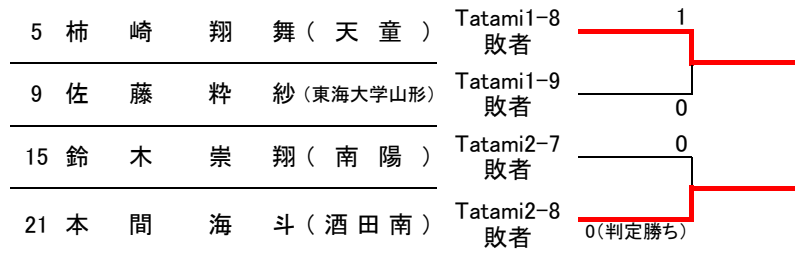 5 柿 崎 翔 舞 ( 天 童 ) Tatami1-8 敗者 1
9 佐 藤 粋 紗 (東海大学山形) Tatami1-9 敗者 0
15 鈴 木 崇 翔 ( 南 陽 ) Tatami2-7 敗者 0
21 本 間 海 斗 ( 酒 田 南 ) Tatami2-8 敗者 0(判定勝ち)